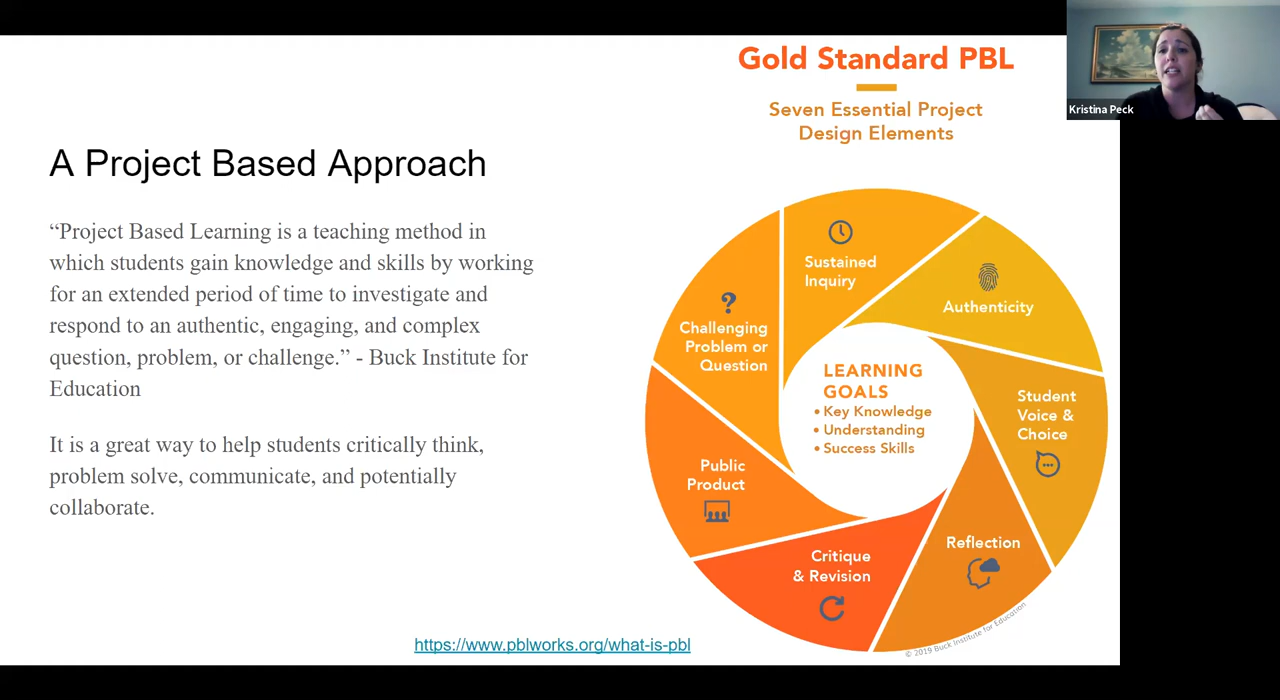 Gold Standard PBL
Seven Essential Project
Design Elements
Kristina Peck
A Project Based Approach
“Project Based Learning is a teaching method in
which students gain knowledge and skills by working
for an extended period of time to investigate and
respond to an authentic, engaging, and complex
question, problem, or challenge.” - Buck Institute for
Education
It is a great way to help students critically think,
problem solve, communicate, and potentially
collaborate.
?
Challenging
Problem or
Question
Sustained
Inquiry
Authenticity
Student
Voice &
Choice
Reflection
Critique
& Revision
Public
Product
LEARNING
GOALS
• Key Knowledge
• Understanding
• Success Skills
© 2019 Buck Institute for Education
https://www.pblworks.org/what-is-pbl